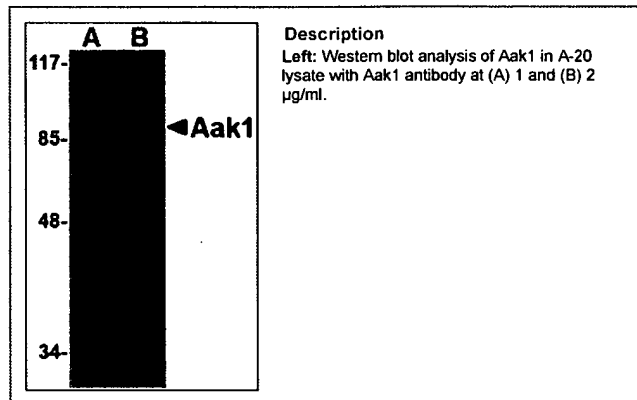 A B
117-
Aak1
85-
48-
34-
Description
Left: Western blot analysis of Aak1 in A-20
lysate with Aak1 antibody at (A) 1 and (B) 2
µg/ml.